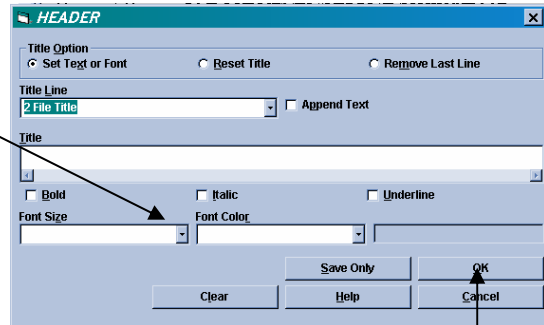 HEADER
Title Option
Set Text or Font Reset Title Remove Last Line
Title Line
2 File Title Append Text
Title
Bold Italic Underline
Font Size Font Color
Save Only OK
Clear Help Cancel